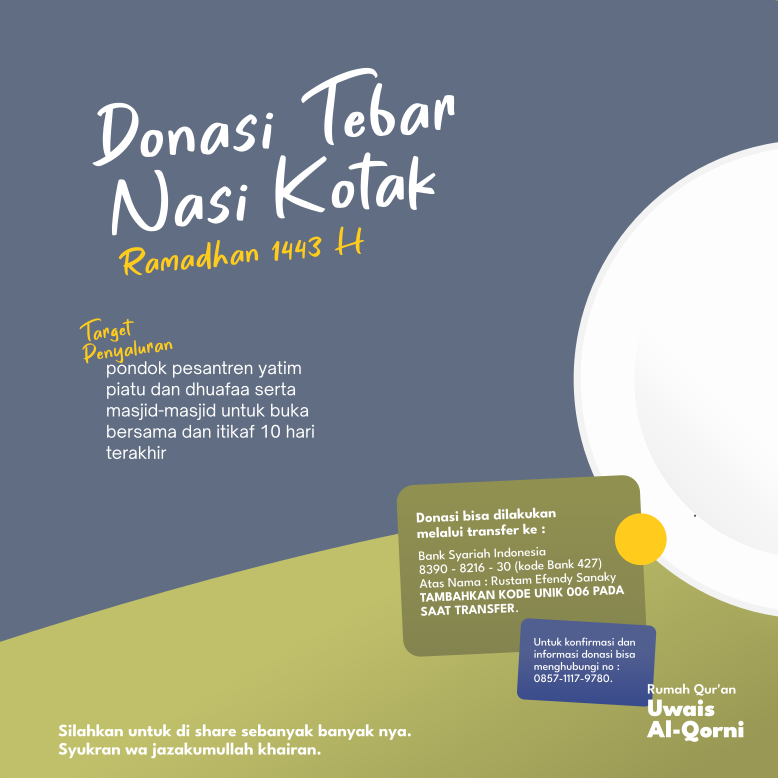 Donasi Tebar
Nasi Kotak
Ramadhan 1443 H
Target
Penyaluran
pondok pesantren yatim
piatu dan dhuafaa serta
masjid-masjid untuk buka
bersama dan itikaf 10 hari
terakhir
Donasi bisa dilakukan
melalui transfer ke :
Bank Syariah Indonesia
8390 - 8216 - 30 (kode Bank 427)
Atas Nama : Rustam Efendy Sanaky
TAMBAHKAN KODE UNIK 006 PADA
SAAT TRANSFER.
Untuk konfirmasi dan
informasi donasi bisa
menghubungi no :
0857-1117-9780.
Rumah Qur'an
Uwais
Al-Qorni
Silahkan untuk di share sebanyak banyak nya.
Syukran wa jazakumullah khairan.